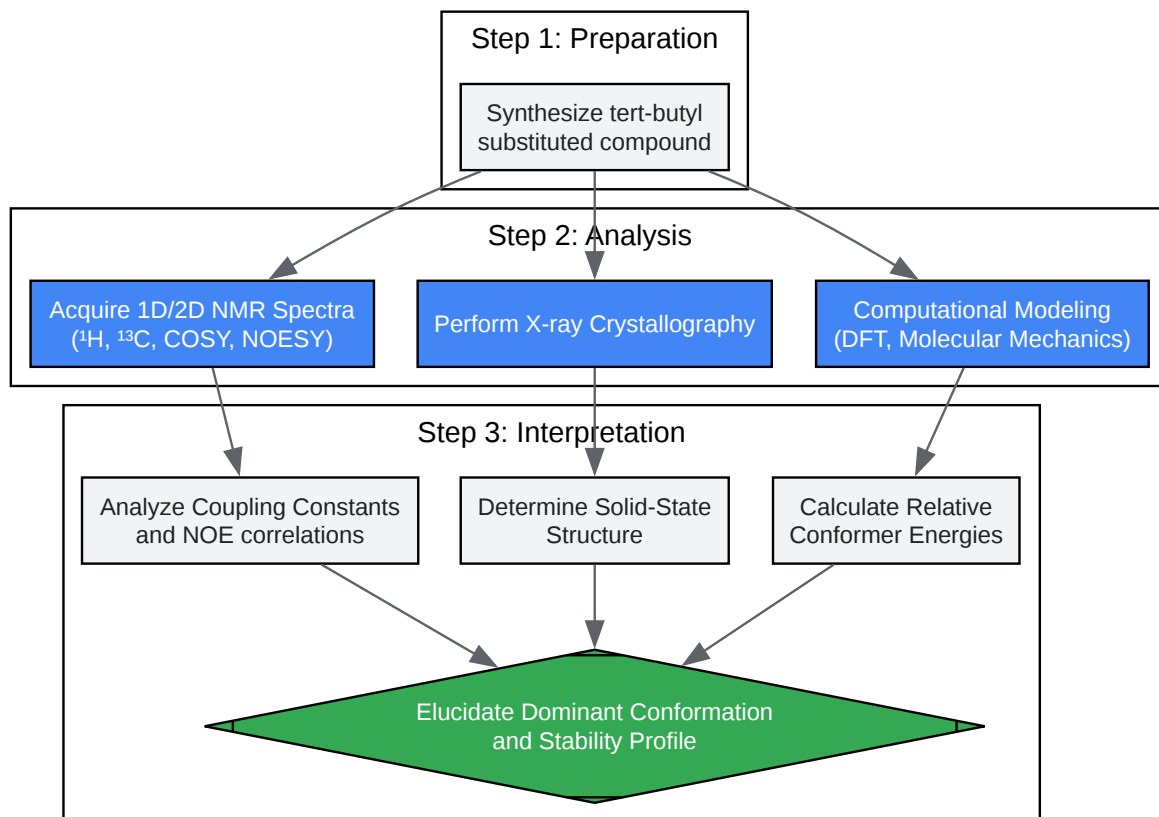 Step 1: Preparation
Synthesize tert-butyl
substituted compound
Step 2: Analysis
Acquire 1D/2D NMR Spectra
(¹H, ¹³C, COSY, NOESY)
Perform X-ray Crystallography
Computational Modeling
(DFT, Molecular Mechanics)
Step 3: Interpretation
Analyze Coupling Constants
and NOE correlations
Determine Solid-State
Structure
Calculate Relative
Conformer Energies
Elucidate Dominant Conformation
and Stability Profile